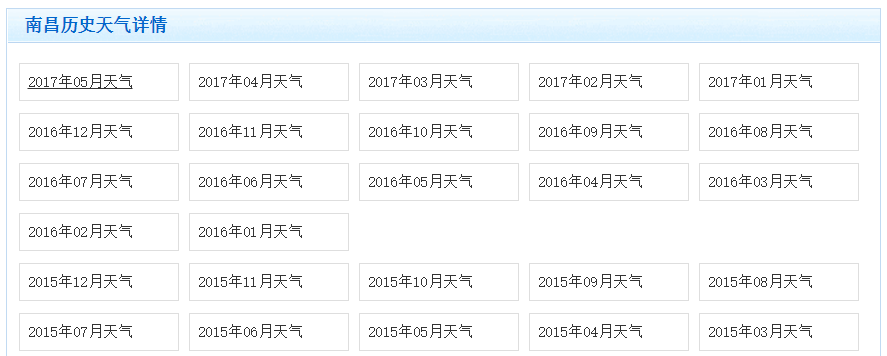 南昌历史天气详情
2017年05月天气 2017年04月天气 2017年03月天气 2017年02月天气 2017年01月天气
2016年12月天气 2016年11月天气 2016年10月天气 2016年09月天气 2016年08月天气
2016年07月天气 2016年06月天气 2016年05月天气 2016年04月天气 2016年03月天气
2016年02月天气 2016年01月天气
2015年12月天气 2015年11月天气 2015年10月天气 2015年09月天气 2015年08月天气
2015年07月天气 2015年06月天气 2015年05月天气 2015年04月天气 2015年03月天气